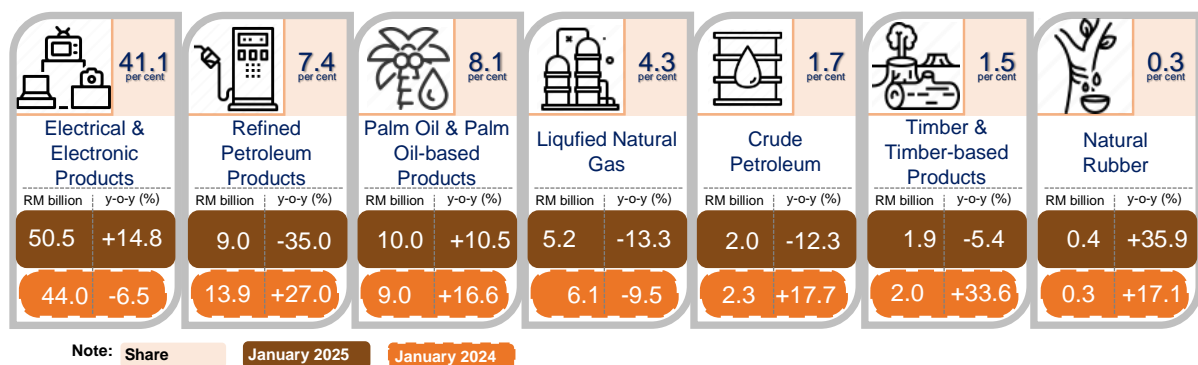 41.1
per cent
Electrical &
Electronic
Products
RM billion y-o-y (%)
50.5 +14.8
44.0 -6.5
7.4
per cent
Refined
Petroleum
Products
RM billion y-o-y (%)
9.0 -35.0
13.9 +27.0
8.1
per cent
Palm Oil & Palm
Oil-based
Products
RM billion y-o-y (%)
10.0 +10.5
9.0 +16.6
4.3
per cent
Liqufied Natural
Gas
RM billion y-o-y (%)
5.2 -13.3
6.1 -9.5
1.7
per cent
Crude
Petroleum
RM billion y-o-y (%)
2.0 -12.3
2.3 +17.7
1.5
per cent
Timber &
Timber-based
Products
RM billion y-o-y (%)
1.9 -5.4
2.0 +33.6
0.3
per cent
Natural
Rubber
RM billion y-o-y (%)
0.4 +35.9
0.3 +17.1
Note: Share January 2025 January 2024